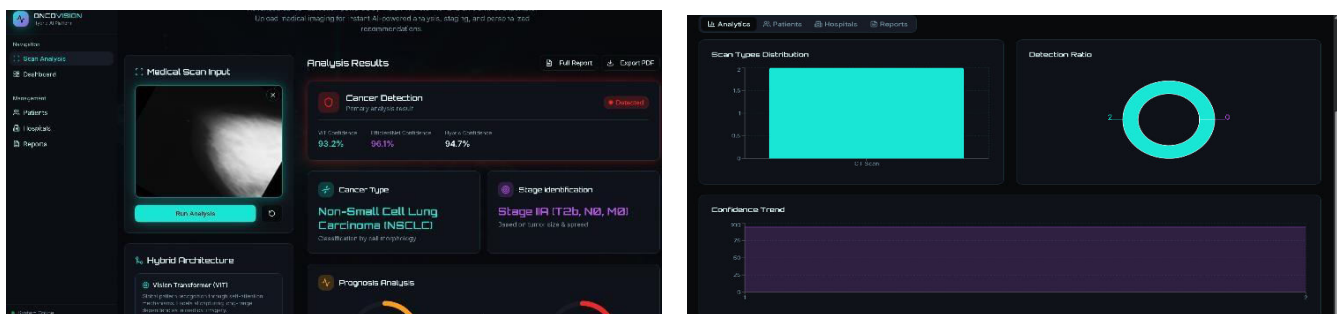 ONCOVISION
Upload medical imaging for instant AI-powered analysis, staging, and personalized
recommendations.
Navigation
Scan Analysis
Dashboard
Management
Patients
Hospitals
Reports
Medical Scan Input
Run Analysis
Hybrid Architecture
Vision Transformer (ViT)
Analysis Results
Full Report
Export PDF
Cancer Detection
Primary analysis result
Detected
ViT Confidence
EfficientNet Confidence
Hybrid Confidence
93.2%
96.1%
94.7%
Cancer Type
Non-Small Cell Lung
Carcinoma (NSCLC)
Classification by cell morphology
Stage Identification
Stage IIA (T2b, N0, M0)
Based on tumor size & spread
Prognosis Analysis
Analytics
Patients
Hospitals
Reports
Scan Types Distribution
2
1.5
1
0.5
0
CT Scan
Detection Ratio
2
0
Confidence Trend
100
75
50
25
0
1
2